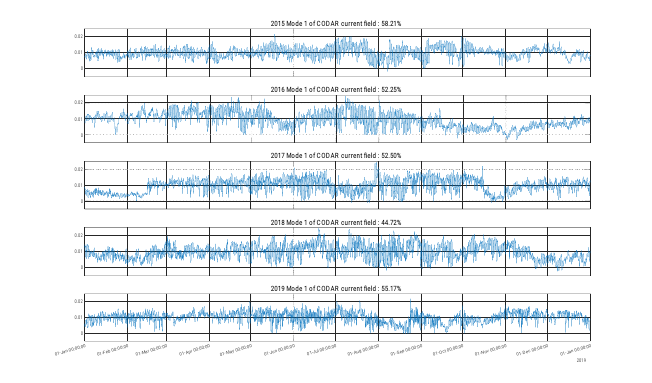 2015 Mode 1 of CODAR current field : 58.21%
0.02
0.01
0
2016 Mode 1 of CODAR current field : 52.25%
0.02
0.01
0
2017 Mode 1 of CODAR current field : 52.50%
0.02
0.01
0
2018 Mode 1 of CODAR current field : 44.72%
0.02
0.01
0
2019 Mode 1 of CODAR current field : 55.17%
0.02
0.01
0
01-Jan 00:00:00 01-Feb 00:00:00 01-Mar 00:00:00 01-Apr 00:00:00 01-May 00:00:00 01-Jun 00:00:00 01-Jul 00:00:00 01-Aug 00:00:00 01-Sep 00:00:00 01-Oct 00:00:00 01-Nov 00:00:00 01-Dec 00:00:00 01-Jan 00:00:00